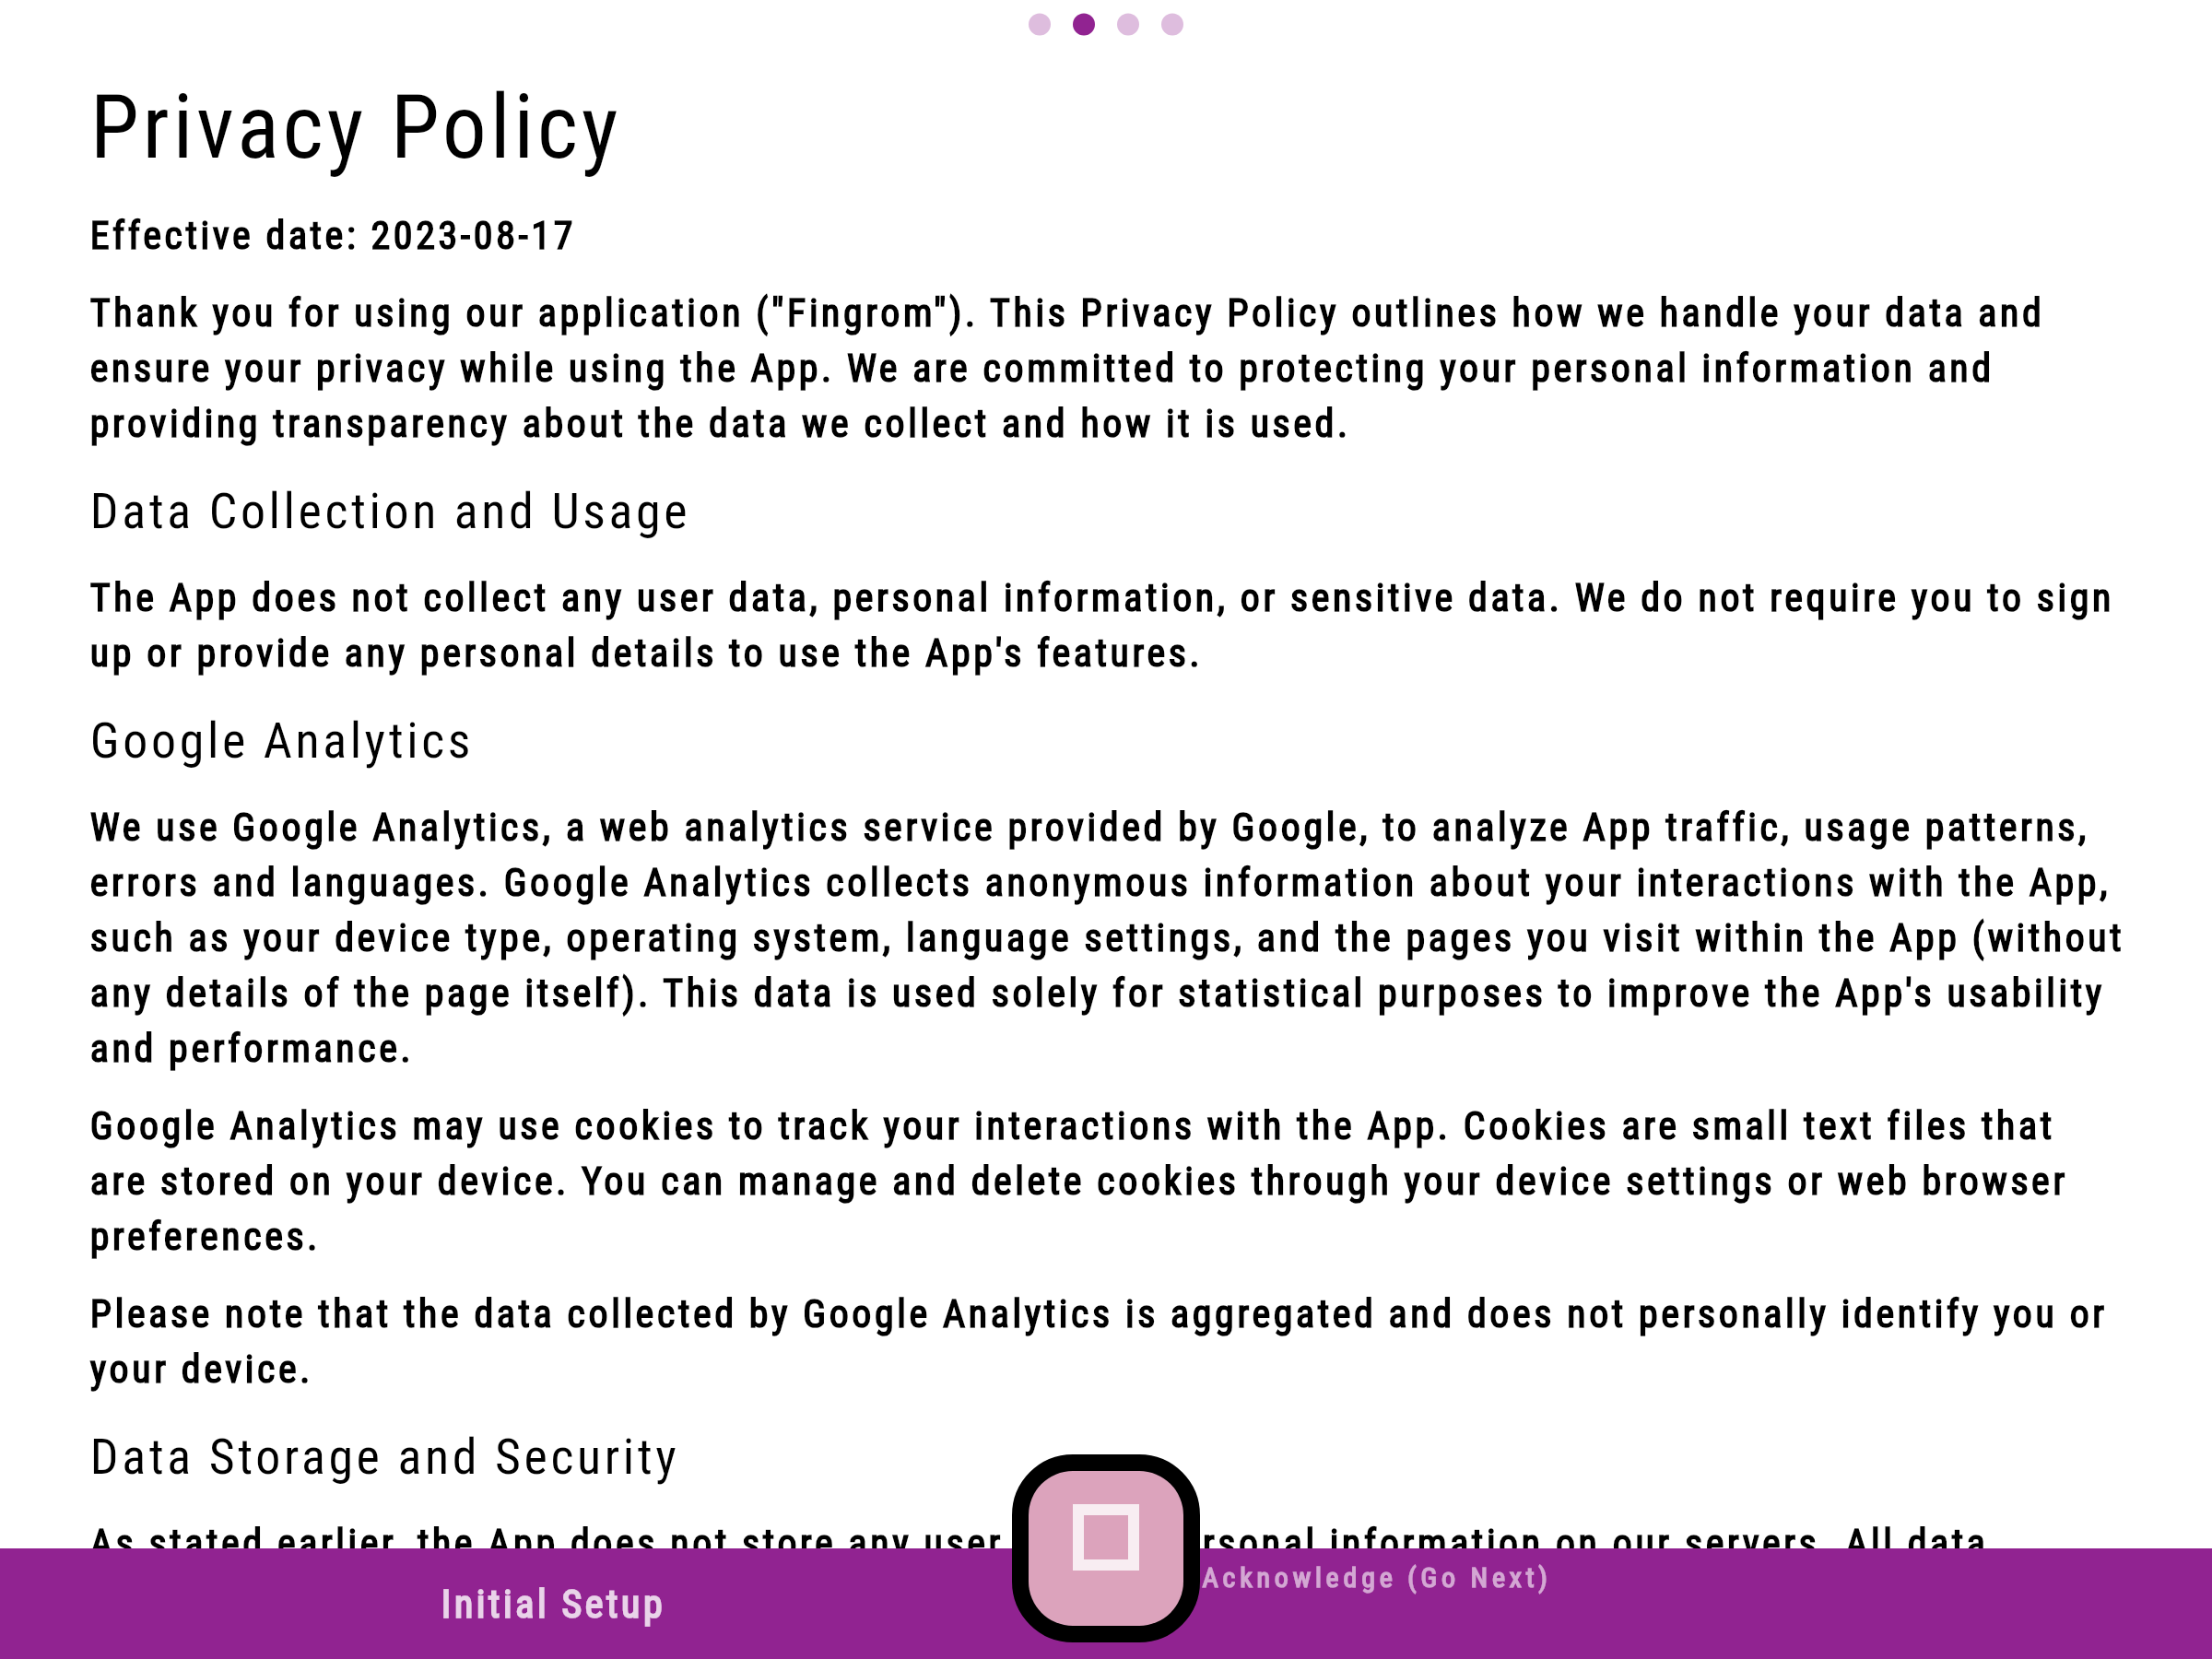 Privacy Policy
Effective date: 2023-08-17
Thank you for using our application ("Fingrom"). This Privacy Policy outlines how we handle your data and
ensure your privacy while using the App. We are committed to protecting your personal information and
providing transparency about the data we collect and how it is used.
Data Collection and Usage
The App does not collect any user data, personal information, or sensitive data. We do not require you to sign
up or provide any personal details to use the App's features.
Google Analytics
We use Google Analytics, a web analytics service provided by Google, to analyze App traffic, usage patterns,
errors and languages. Google Analytics collects anonymous information about your interactions with the App,
such as your device type, operating system, language settings, and the pages you visit within the App (without
any details of the page itself). This data is used solely for statistical purposes to improve the App's usability
and performance.
Google Analytics may use cookies to track your interactions with the App. Cookies are small text files that
are stored on your device. You can manage and delete cookies through your device settings or web browser
preferences.
Please note that the data collected by Google Analytics is aggregated and does not personally identify you or
your device.
Data Storage and Security
As stated earlier, the App does not store any user rsonal information on our servers. All data
Acknowledge (Go Next)
Initial Setup